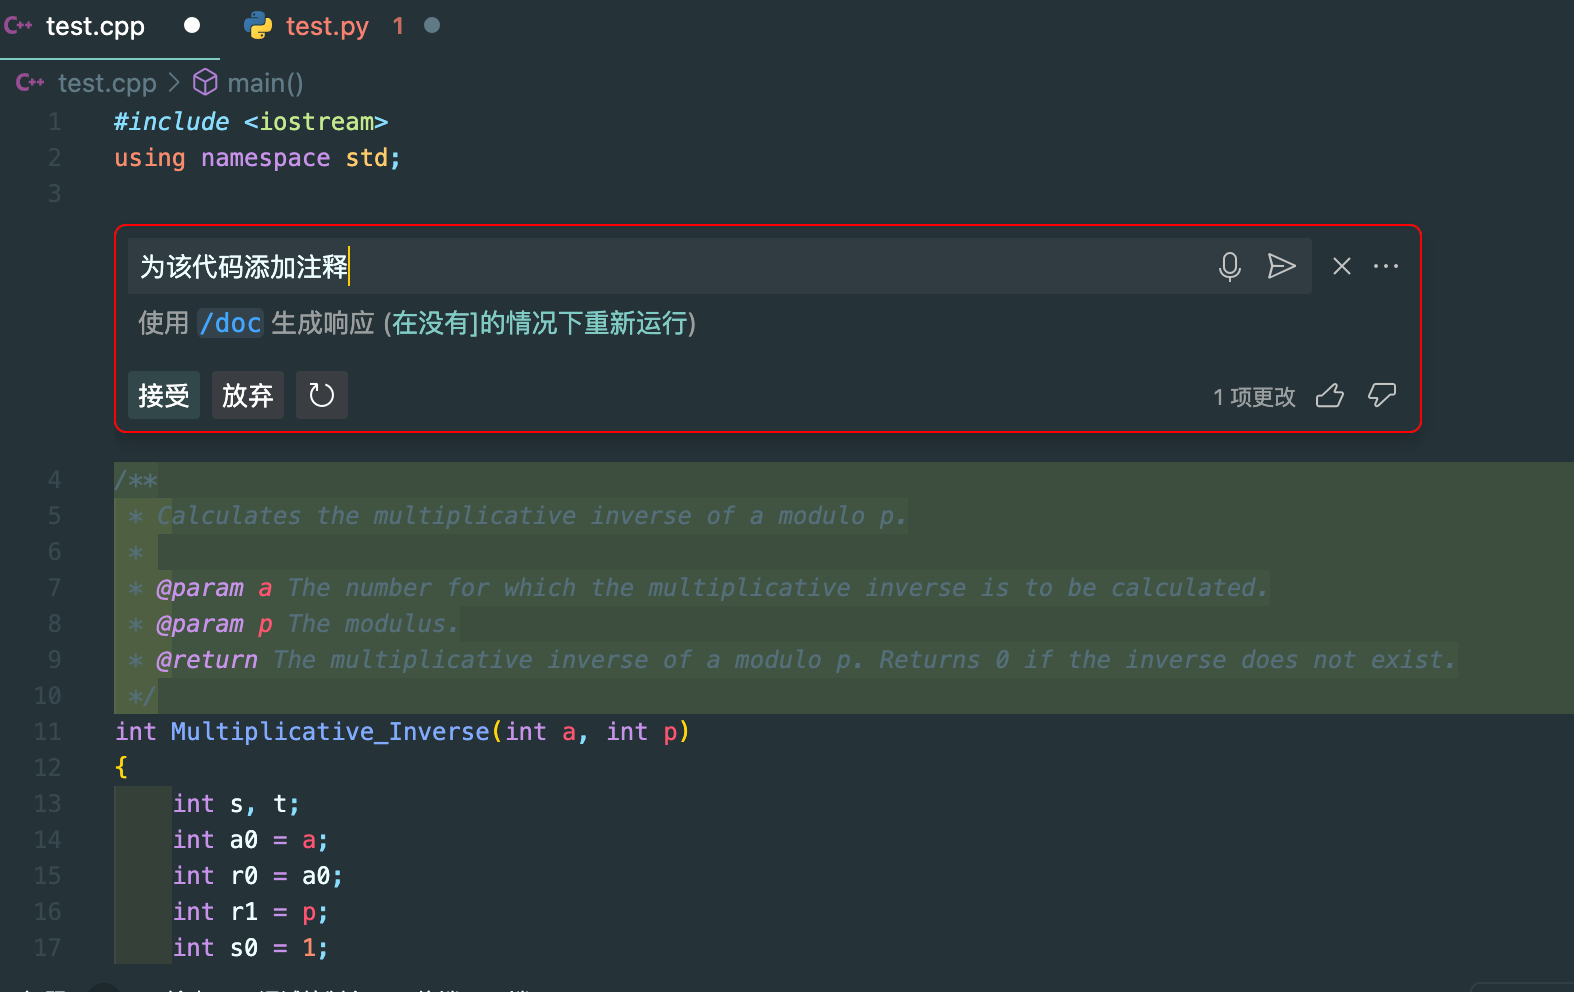 C++ test.cpp test.py 1
C++ test.cpp > main()
1 #include <iostream>
2 using namespace std;
3
为该代码添加注释
使用 /doc 生成响应 (在没有]的情况下重新运行)
接受 放弃 1 项更改
4 /**
5 * Calculates the multiplicative inverse of a modulo p.
6 *
7 * @param a The number for which the multiplicative inverse is to be calculated.
8 * @param p The modulus.
9 * @return The multiplicative inverse of a modulo p. Returns 0 if the inverse does not exist.
10 */
11 int Multiplicative_Inverse(int a, int p)
12 {
13 int s, t;
14 int a0 = a;
15 int r0 = a0;
16 int r1 = p;
17 int s0 = 1;